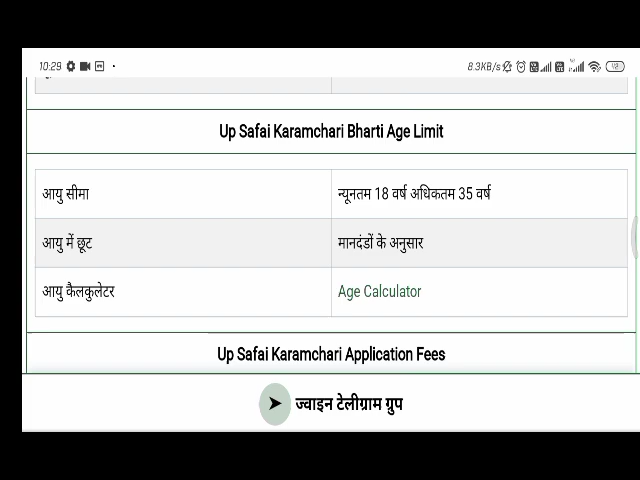 10:29
8.3KB/s
Up Safai Karamchari Bharti Age Limit
आयु सीमा न्यूनतम 18 वर्ष अधिकतम 35 वर्ष
आयु में छूट मानदंडों के अनुसार
आयु कैलकुलेटर Age Calculator
Up Safai Karamchari Application Fees
ज्वाइन टेलीग्राम ग्रुप